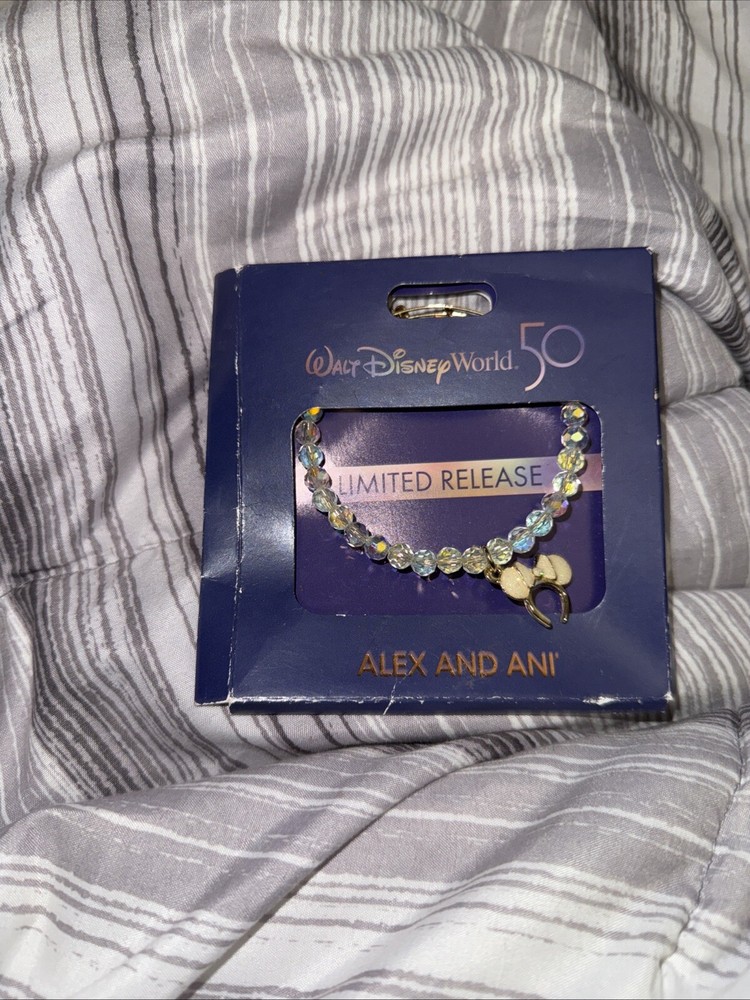 WALT DISNEY World 50
LIMITED RELEASE
ALEX AND ANI